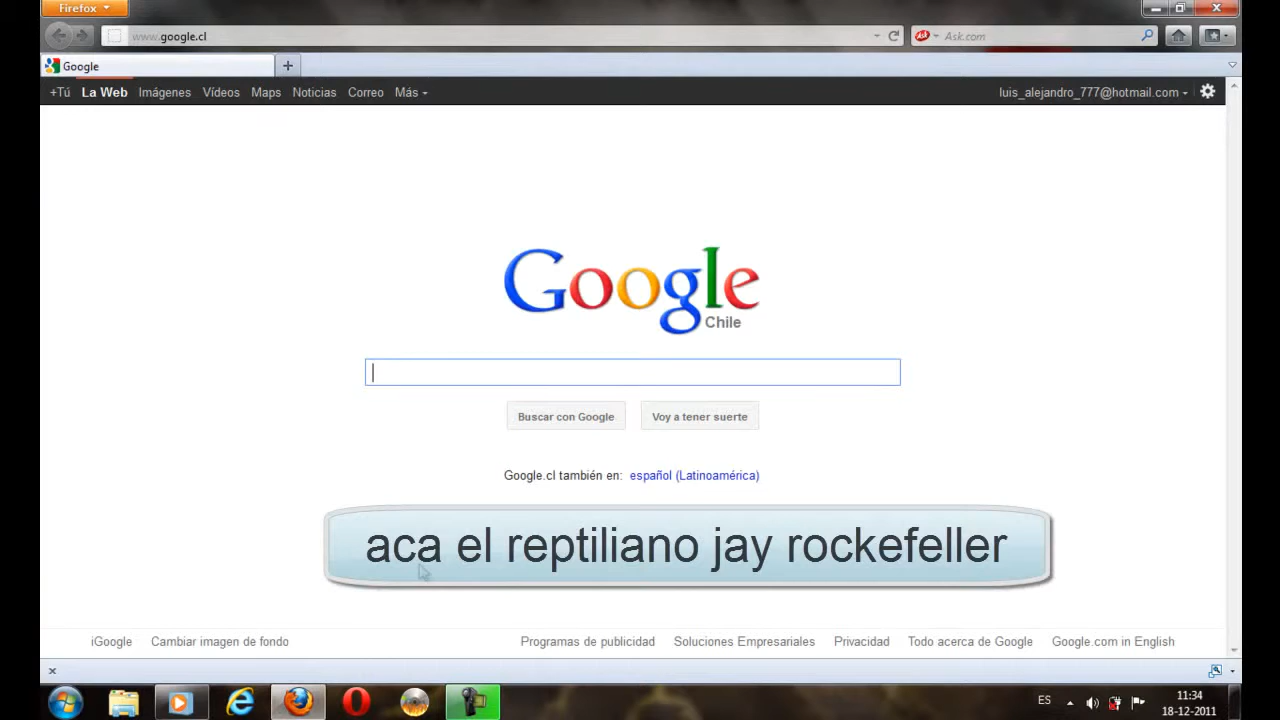 Firefox
www.google.cl
Ask.com
Google
+Tú La Web Imágenes Vídeos Maps Noticias Correo Más
luis_alejandro_777@hotmail.com
Google
Chile
Buscar con Google
Voy a tener suerte
Google.cl también en: español (Latinoamérica)
aca el reptiliano jay rockefeller
iGoogle Cambiar imagen de fondo
Programas de publicidad Soluciones Empresariales Privacidad Todo acerca de Google Google.com in English
ES
11:34
18-12-2011